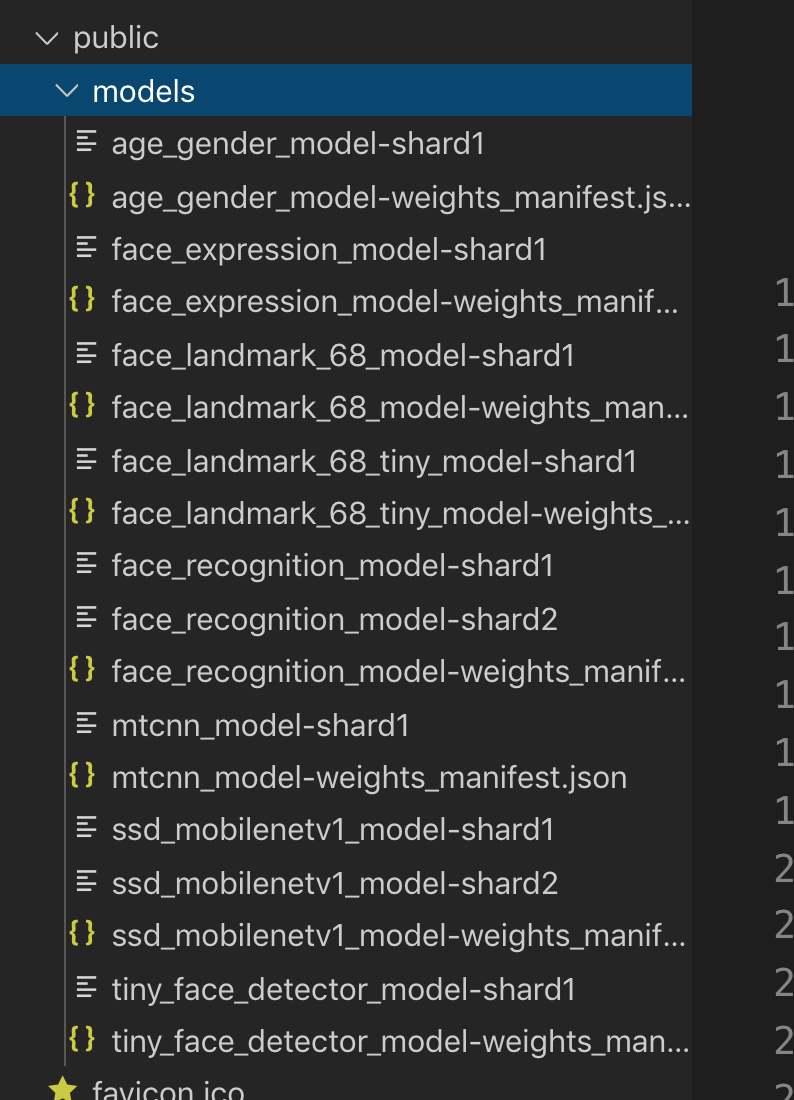 public
models
age_gender_model-shard1
age_gender_model-weights_manifest.js...
face_expression_model-shard1
face_expression_model-weights_manif...
face_landmark_68_model-shard1
face_landmark_68_model-weights_man...
face_landmark_68_tiny_model-shard1
face_landmark_68_tiny_model-weights_...
face_recognition_model-shard1
face_recognition_model-shard2
face_recognition_model-weights_manif...
mtcnn_model-shard1
mtcnn_model-weights_manifest.json
ssd_mobilenetv1_model-shard1
ssd_mobilenetv1_model-shard2
ssd_mobilenetv1_model-weights_manif...
tiny_face_detector_model-shard1
tiny_face_detector_model-weights_man...
favicon.ico
1
1
1
1
1
1
1
1
1
1
2
2
2
2
2